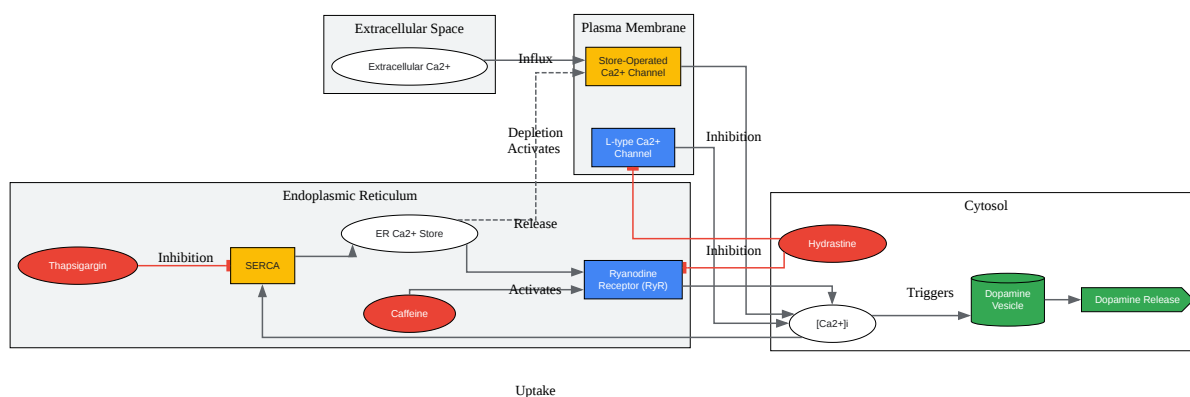 Extracellular Space
Plasma Membrane
Extracellular Ca2+
Influx
Store-Operated
Ca2+ Channel
Depletion
Activates
L-type Ca2+
Channel
Inhibition
Endoplasmic Reticulum
Cytosol
ER Ca2+ Store
Release
Thapsigargin
Inhibition
SERCA
Hydrastine
Inhibition
Ryanodine
Receptor (RyR)
Caffeine
Activates
[Ca2+]i
Triggers
Dopamine
Vesicle
Dopamine Release
Uptake